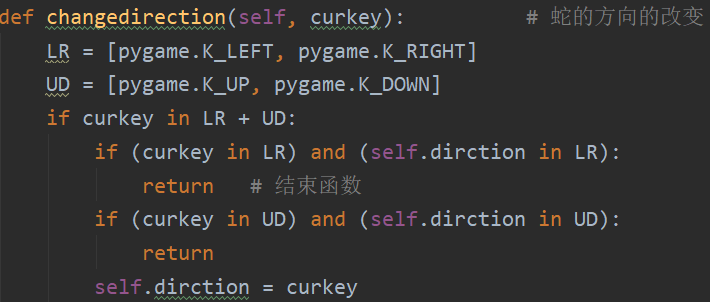 def changedirection(self, curkey):          # 蛇的方向的改变
    LR = [pygame.K_LEFT, pygame.K_RIGHT]
    UD = [pygame.K_UP, pygame.K_DOWN]
    if curkey in LR + UD:
        if (curkey in LR) and (self.dirction in LR):
            return   # 结束函数
        if (curkey in UD) and (self.dirction in UD):
            return
        self.dirction = curkey